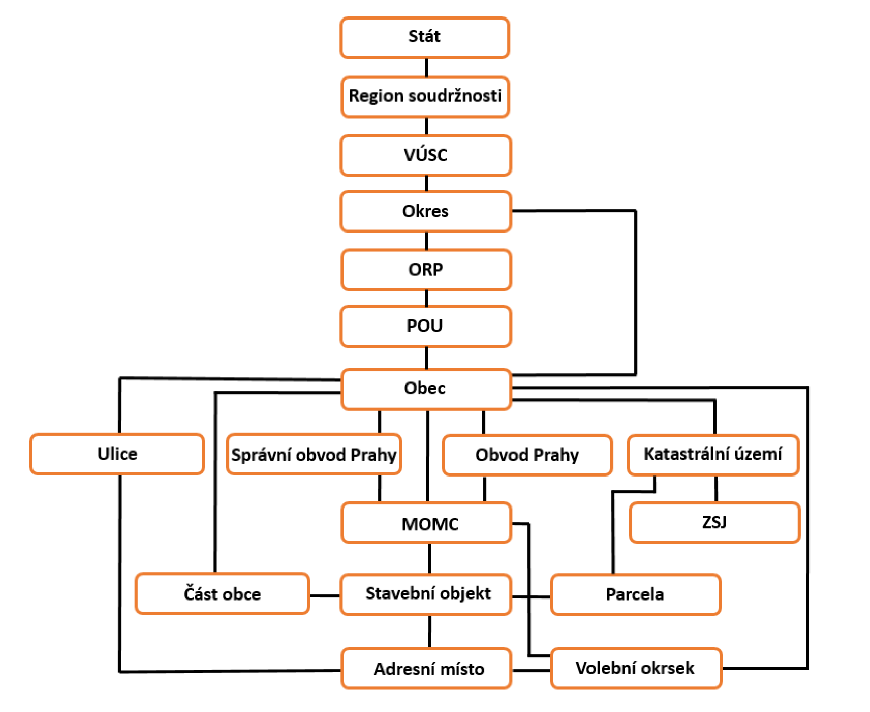 Stát
Region soudržnosti
VÚSC
Okres
ORP
POU
Obec
Ulice
Správní obvod Prahy
Obvod Prahy
Katastrální území
MOMC
ZSJ
Část obce
Stavební objekt
Parcela
Adresní místo
Volební okrsek